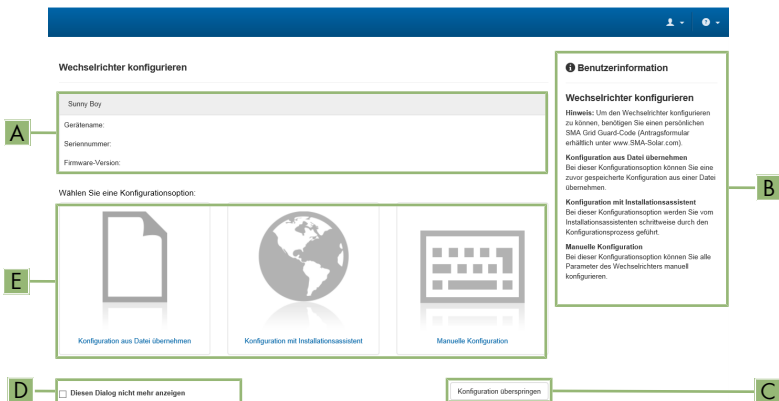 Wechselrichter konfigurieren
Sunny Boy
Gerätename:
Seriennummer:
Firmware-Version:
A
Wählen Sie eine Konfigurationsoption:
Konfiguration aus Datei übernehmen
Konfiguration mit Installationsassistent
Manuelle Konfiguration
E
Diesen Dialog nicht mehr anzeigen
D
Konfiguration überspringen
C
Benutzerinformation
Wechselrichter konfigurieren
Hinweis: Um den Wechselrichter konfigurieren
zu können, benötigen Sie einen persönlichen
SMA Grid Guard-Code (Antragsformular
erhältlich unter www.SMA-Solar.com).
Konfiguration aus Datei übernehmen
Bei dieser Konfigurationsoption können Sie eine
zuvor gespeicherte Konfiguration aus einer Datei
übernehmen.
Konfiguration mit Installationsassistent
Bei dieser Konfigurationsoption werden Sie vom
Installationsassistenten schrittweise durch den
Konfigurationsprozess geführt.
Manuelle Konfiguration
Bei dieser Konfigurationsoption können Sie alle
Parameter des Wechselrichters manuell
konfigurieren.
B